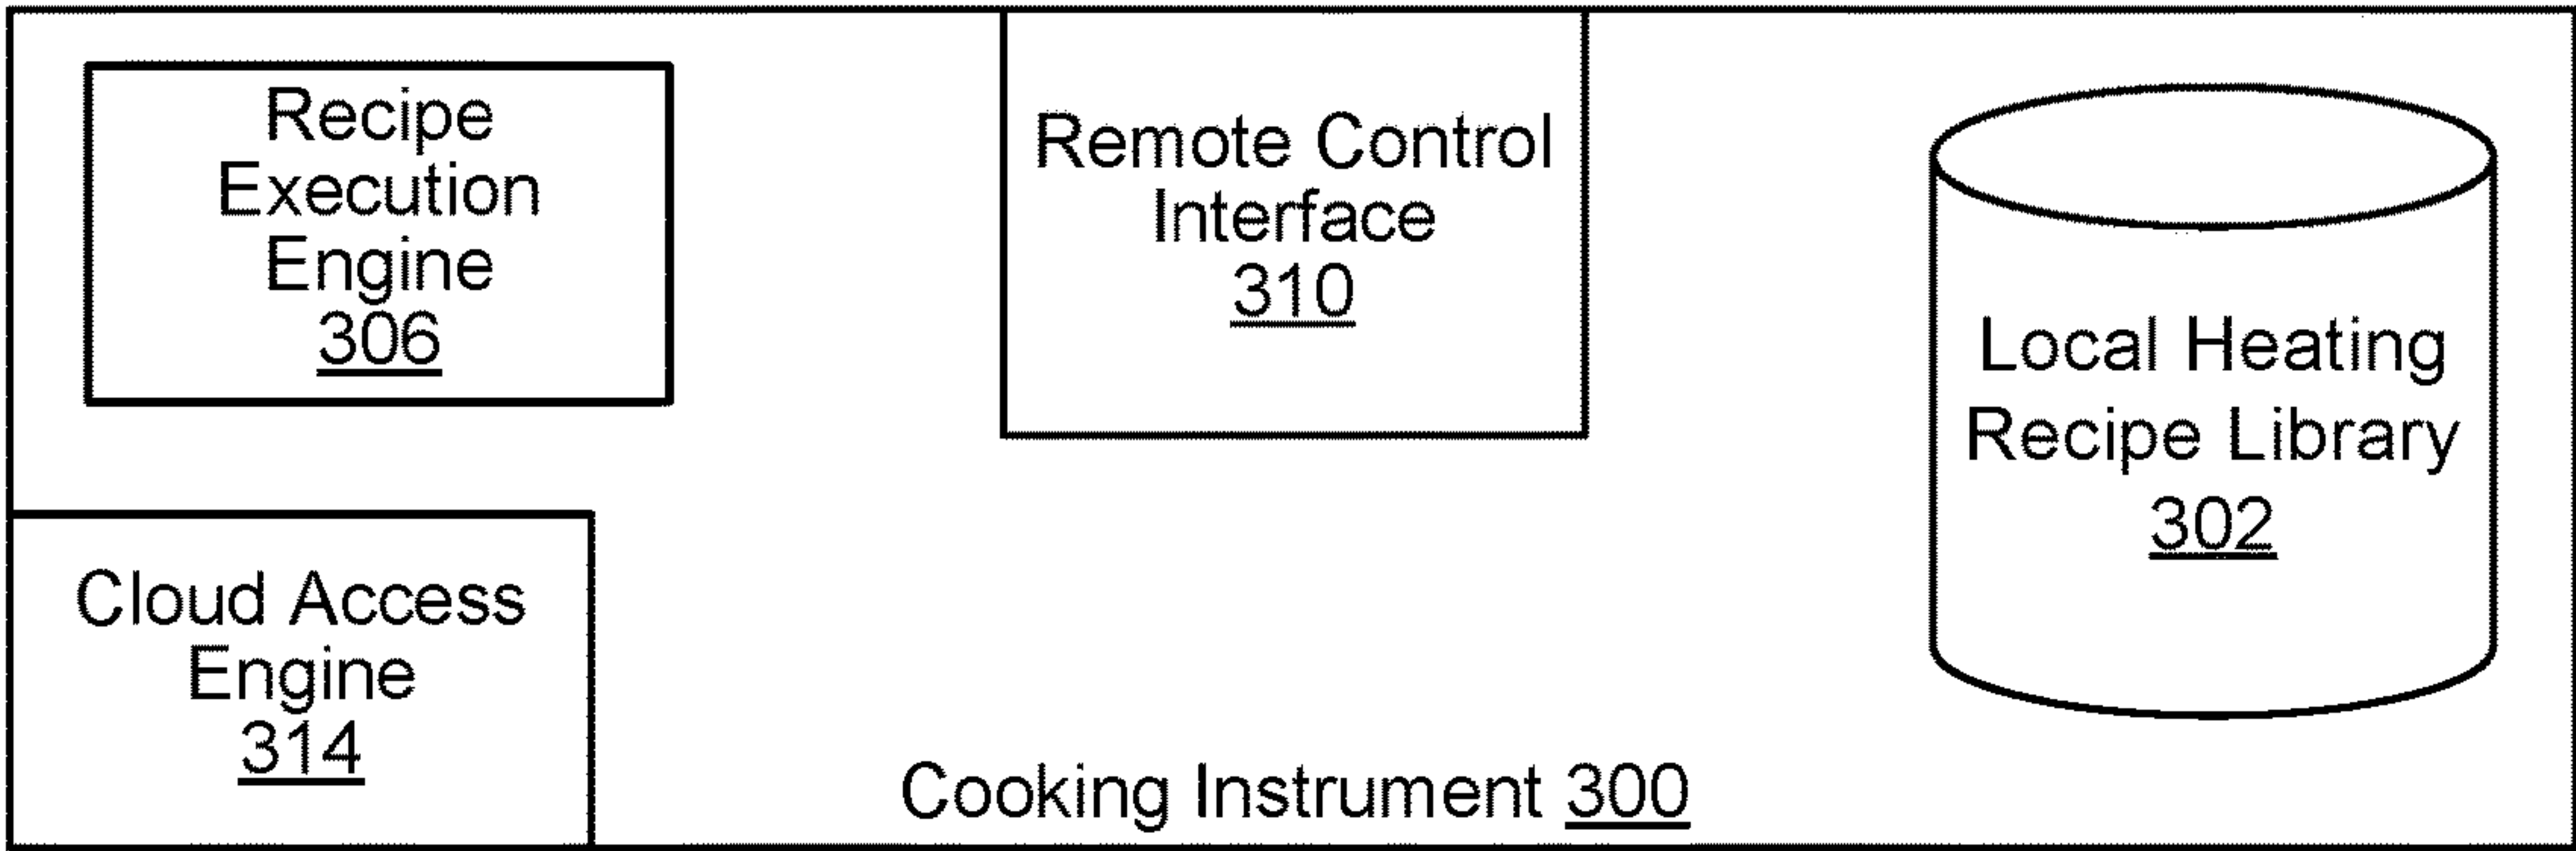 Recipe
Execution
Engine
306
Remote Control
Interface
310
Local Heating
Recipe Library
302
Cloud Access
Engine
314
Cooking Instrument 300